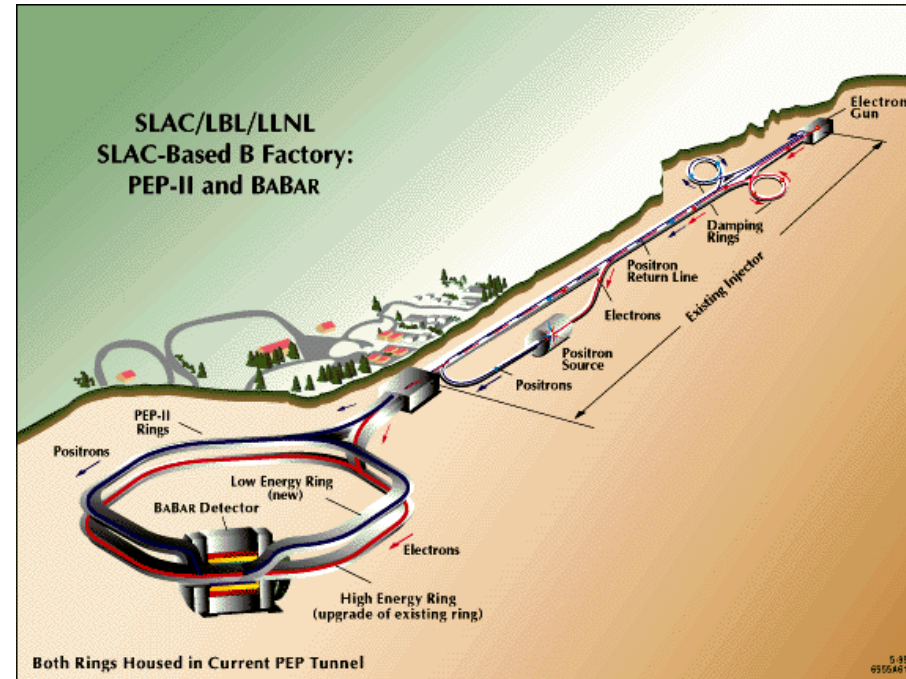 SLAC/LBL/LLNL
SLAC-Based B Factory:
PEP-II and BABAR
Electron
Gun
Damping
Rings
Positron
Return Line
Existing Injector
Electrons
Positron
Source
Positrons
PEP-II
Rings
Positrons
Low Energy Ring
(new)
BABAR Detector
Electrons
High Energy Ring
(upgrade of existing ring)
Both Rings Housed in Current PEP Tunnel